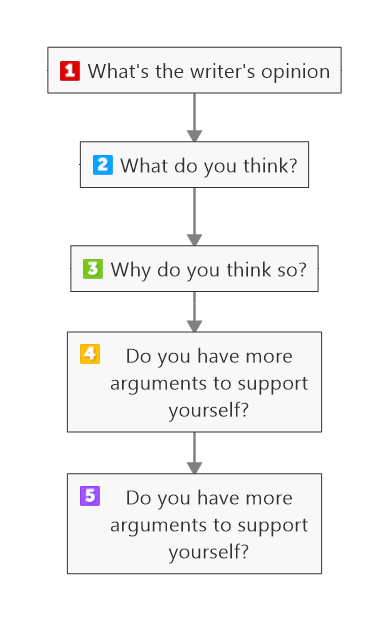 1 What's the writer's opinion
2 What do you think?
3 Why do you think so?
4 Do you have more
arguments to support
yourself?
5 Do you have more
arguments to support
yourself?